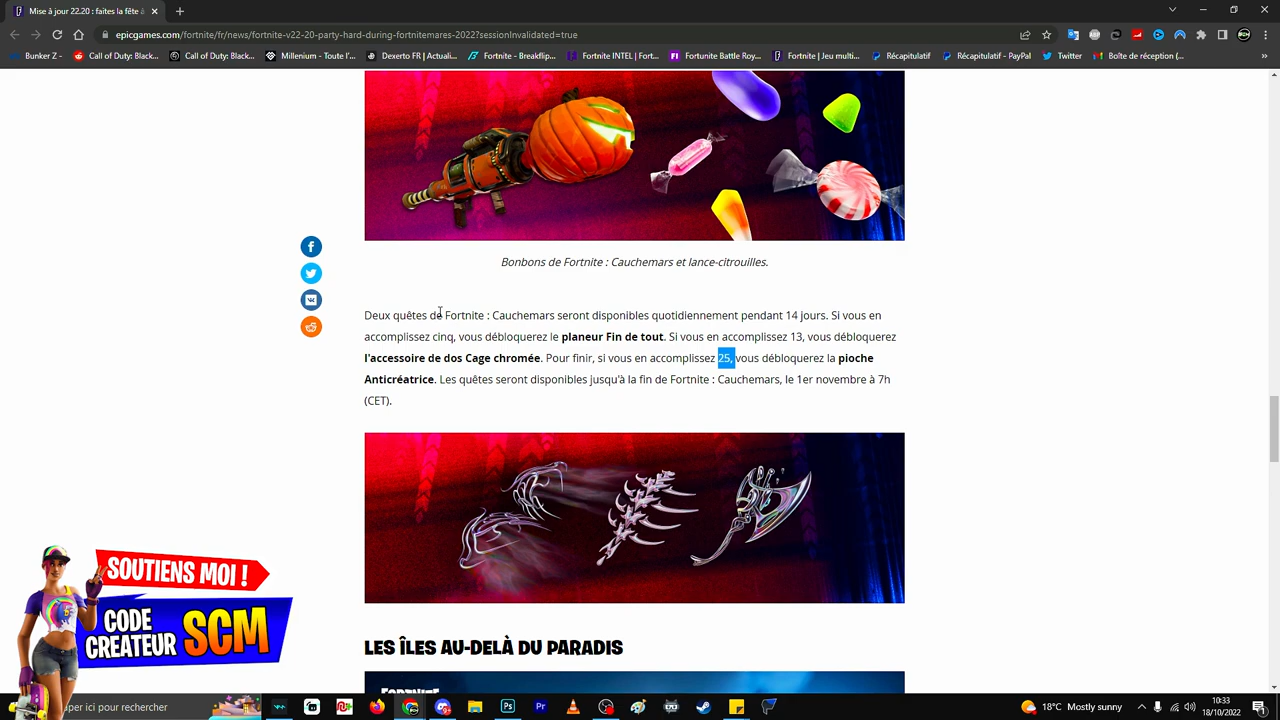 Mise à jour 22.20 : faites la fête à
epicgames.com/fortnite/fr/news/fortnite-v22-20-party-hard-during-fortnitemares-2022?sessionInvalidated=true
Bunker Z -
Call of Duty: Black...
Call of Duty: Black...
Millenium - Toute l'...
Dexerto FR | Actuali...
Fortnite - Breakflip...
Fortnite INTEL | Fort...
Fortunite Battle Roy...
Fortnite | Jeu multi...
Récapitulatif
Récapitulatif - PayPal
Twitter
Boîte de réception (...
Bonbons de Fortnite : Cauchemars et lance-citrouilles.
Deux quêtes de Fortnite : Cauchemars seront disponibles quotidiennement pendant 14 jours. Si vous en
accomplissez cinq, vous débloquerez le planeur Fin de tout. Si vous en accomplissez 13, vous débloquerez
l'accessoire de dos Cage chromée. Pour finir, si vous en accomplissez 25, vous débloquerez la pioche
Anticréatrice. Les quêtes seront disponibles jusqu'à la fin de Fortnite : Cauchemars, le 1er novembre à 7h
(CET).
LES ÎLES AU-DELÀ DU PARADIS
FORTNITE
SOUTIENS MOI !
CODE
CREATEUR SCM
aper ici pour rechercher
18°C Mostly sunny
10:33
18/10/2022